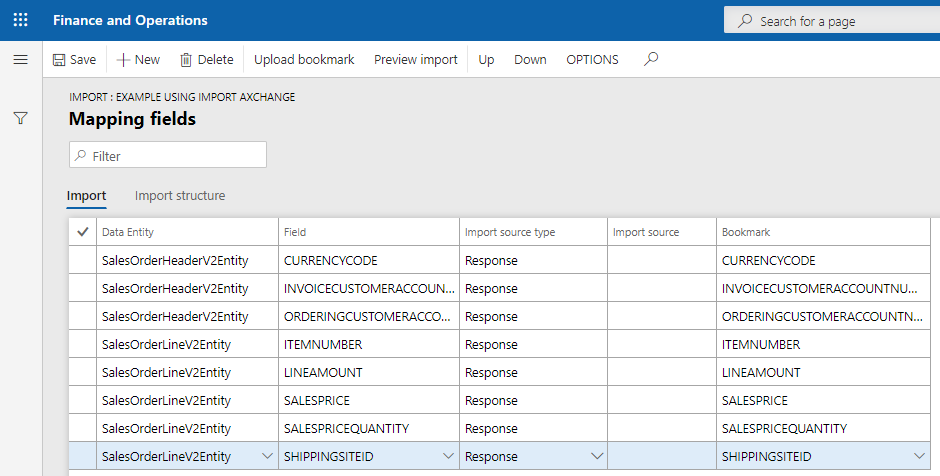 Finance and Operations
Search for a page
Save New Delete Upload bookmark Preview import Up Down OPTIONS
IMPORT : EXAMPLE USING IMPORT AXCHANGE
Mapping fields
Filter
Import Import structure
Data Entity Field Import source type Import source Bookmark
SalesOrderHeaderV2Entity CURRENCYCODE Response CURRENCYCODE
SalesOrderHeaderV2Entity INVOICECUSTOMERACCOUN... Response INVOICECUSTOMERACCOUNTNU...
SalesOrderHeaderV2Entity ORDERINGCUSTOMERACCO... Response ORDERINGCUSTOMERACCOUNTN...
SalesOrderLineV2Entity ITEMNUMBER Response ITEMNUMBER
SalesOrderLineV2Entity LINEAMOUNT Response LINEAMOUNT
SalesOrderLineV2Entity SALESPRICE Response SALESPRICE
SalesOrderLineV2Entity SALESPRICEQUANTITY Response SALESPRICEQUANTITY
SalesOrderLineV2Entity SHIPPINGSITEID Response SHIPPINGSITEID